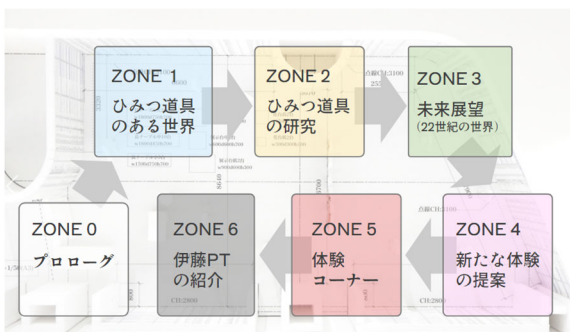 ZONE 1
ひみつ道具
のある世界
ZONE 2
ひみつ道具
の研究
ZONE 3
未来展望
(22世紀の世界)
ZONE 0
プロローグ
ZONE 6
伊藤PT
の紹介
ZONE 5
体験
コーナー
ZONE 4
新たな体験
の提案
CH:2800